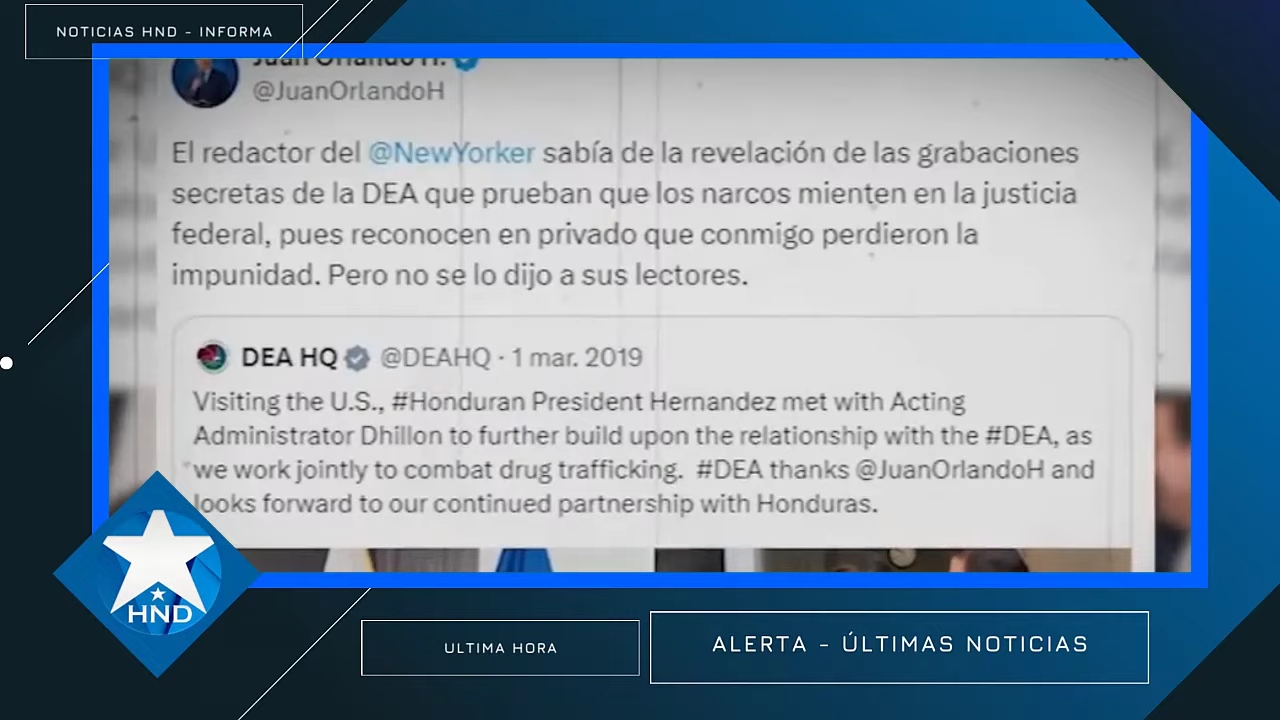 NOTICIAS HND - INFORMA
Juan Orlando H.
@JuanOrlandoH
El redactor del @NewYorker sabía de la revelación de las grabaciones
secretas de la DEA que prueban que los narcos mienten en la justicia
federal, pues reconocen en privado que conmigo perdieron la
impunidad. Pero no se lo dijo a sus lectores.
DEA HQ @DEAHQ · 1 mar. 2019
Visiting the U.S., #Honduran President Hernandez met with Acting
Administrator Dhillon to further build upon the relationship with the #DEA, as
we work jointly to combat drug trafficking. #DEA thanks @JuanOrlandoH and
looks forward to our continued partnership with Honduras.
HND
ULTIMA HORA
ALERTA - ÚLTIMAS NOTICIAS